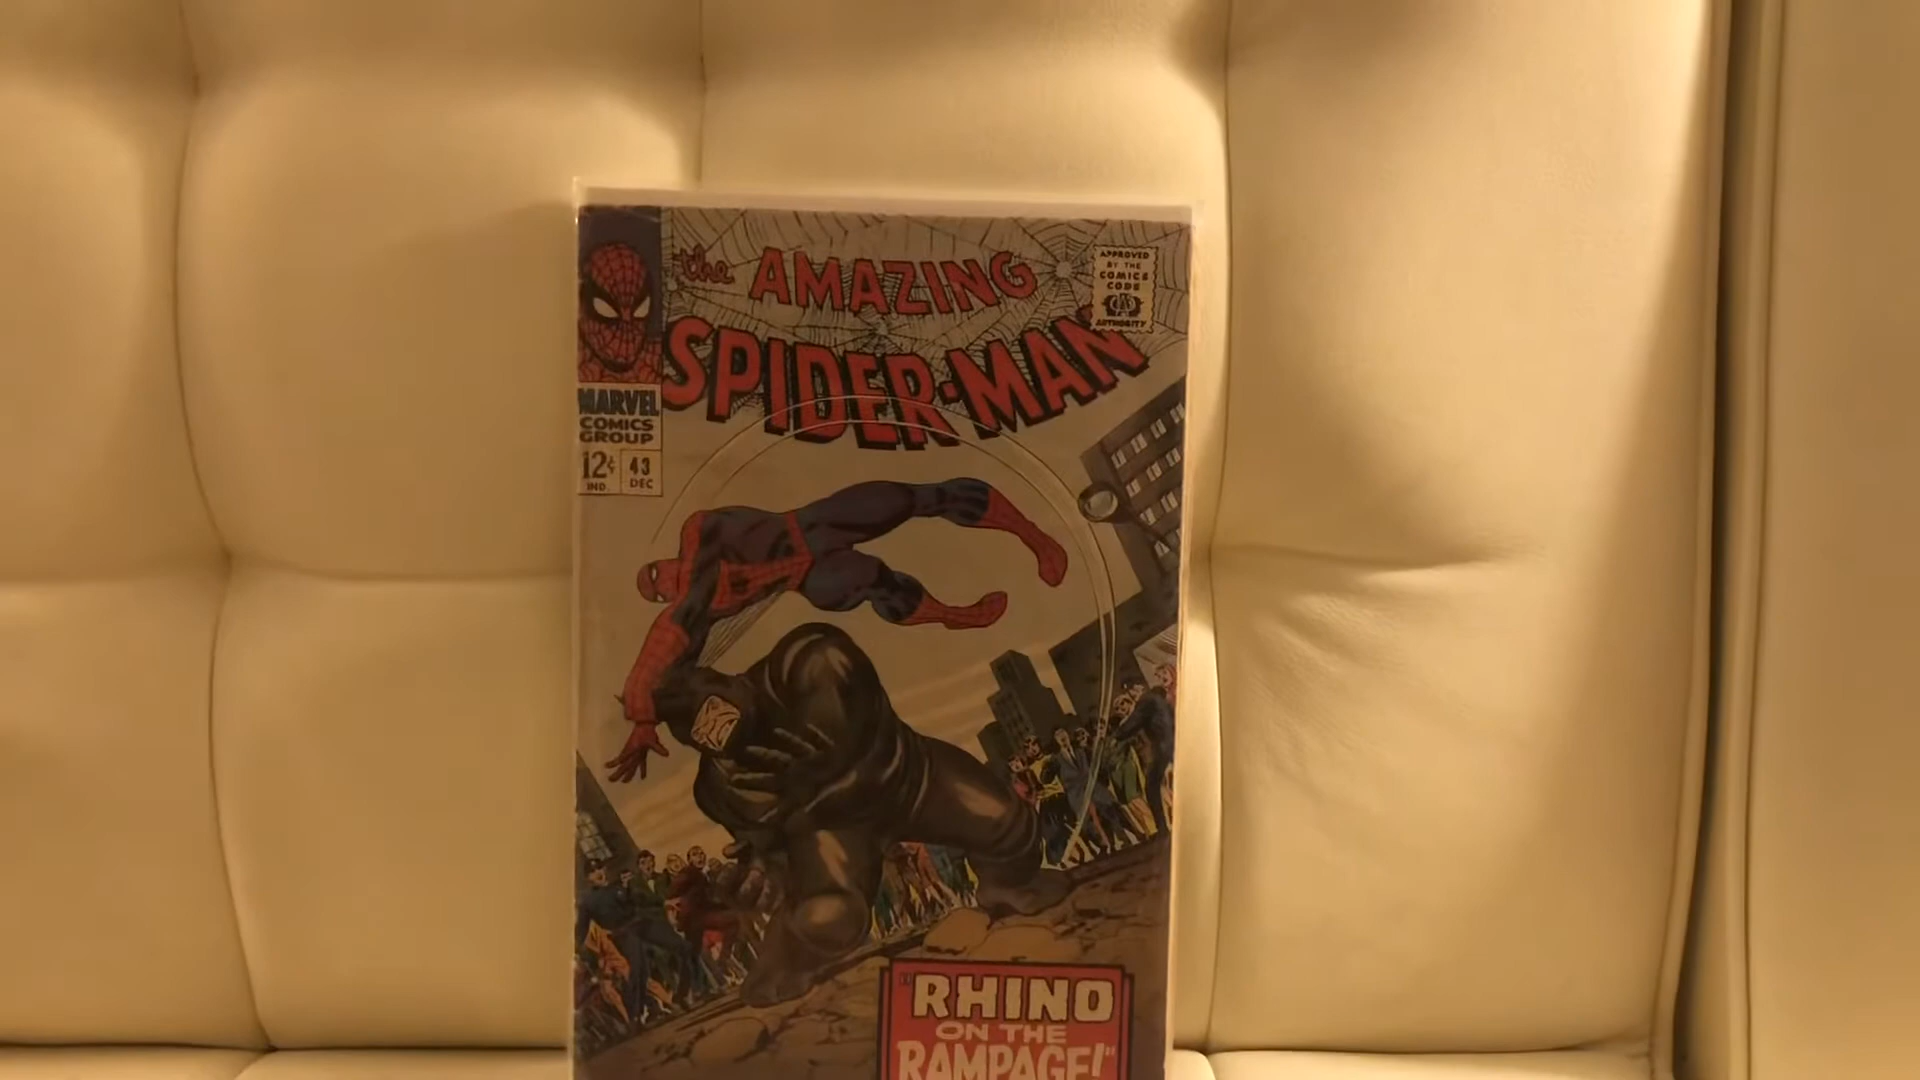 the AMAZING
SPIDER-MAN
APPROVED
BY THE
COMICS
CODE
AUTHORITY
MARVEL
COMICS
GROUP
12¢
IND.
43
DEC
"RHINO
ON THE
RAMPAGE!"